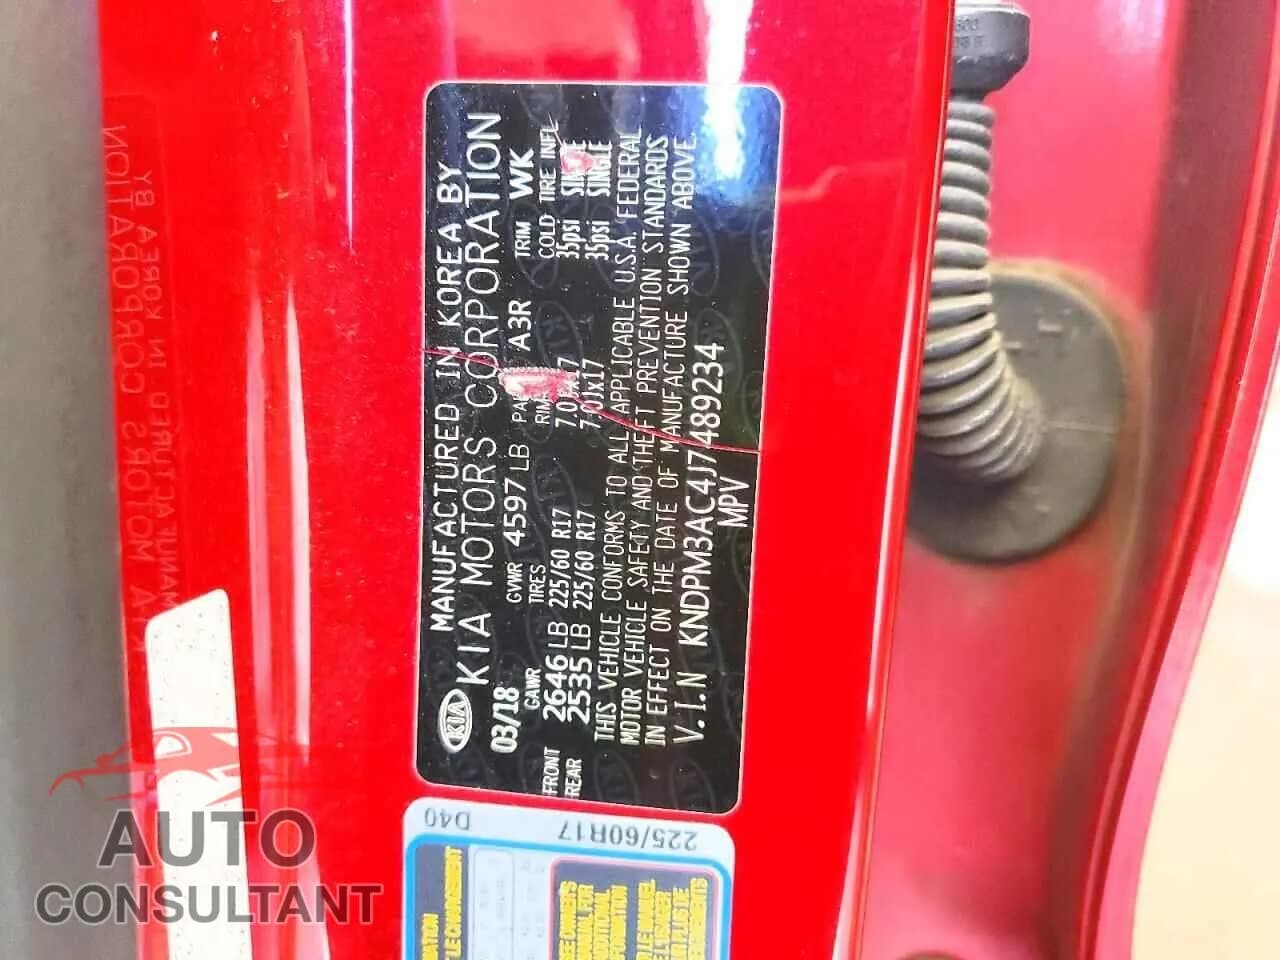 MANUFACTURED IN KOREA BY
KIA KIA MOTORS CORPORATION
03/18 GVWR 4597 LB A3R TRIM WK
GAWR TIRES COLD TIRE INFL
FRONT 2646 LB 225/60 R17 35psi
REAR 2535 LB 225/60 R17 7.0Jx17 35psi SINGLE
THIS VEHICLE CONFORMS TO ALL APPLICABLE U.S.A. FEDERAL
MOTOR VEHICLE SAFETY AND THEFT PREVENTION STANDARDS
IN EFFECT ON THE DATE OF MANUFACTURE SHOWN ABOVE.
V.I.N KNDPM3AC4J7489234
MPV
225/60R17 D40
AUTO
CONSULTANT